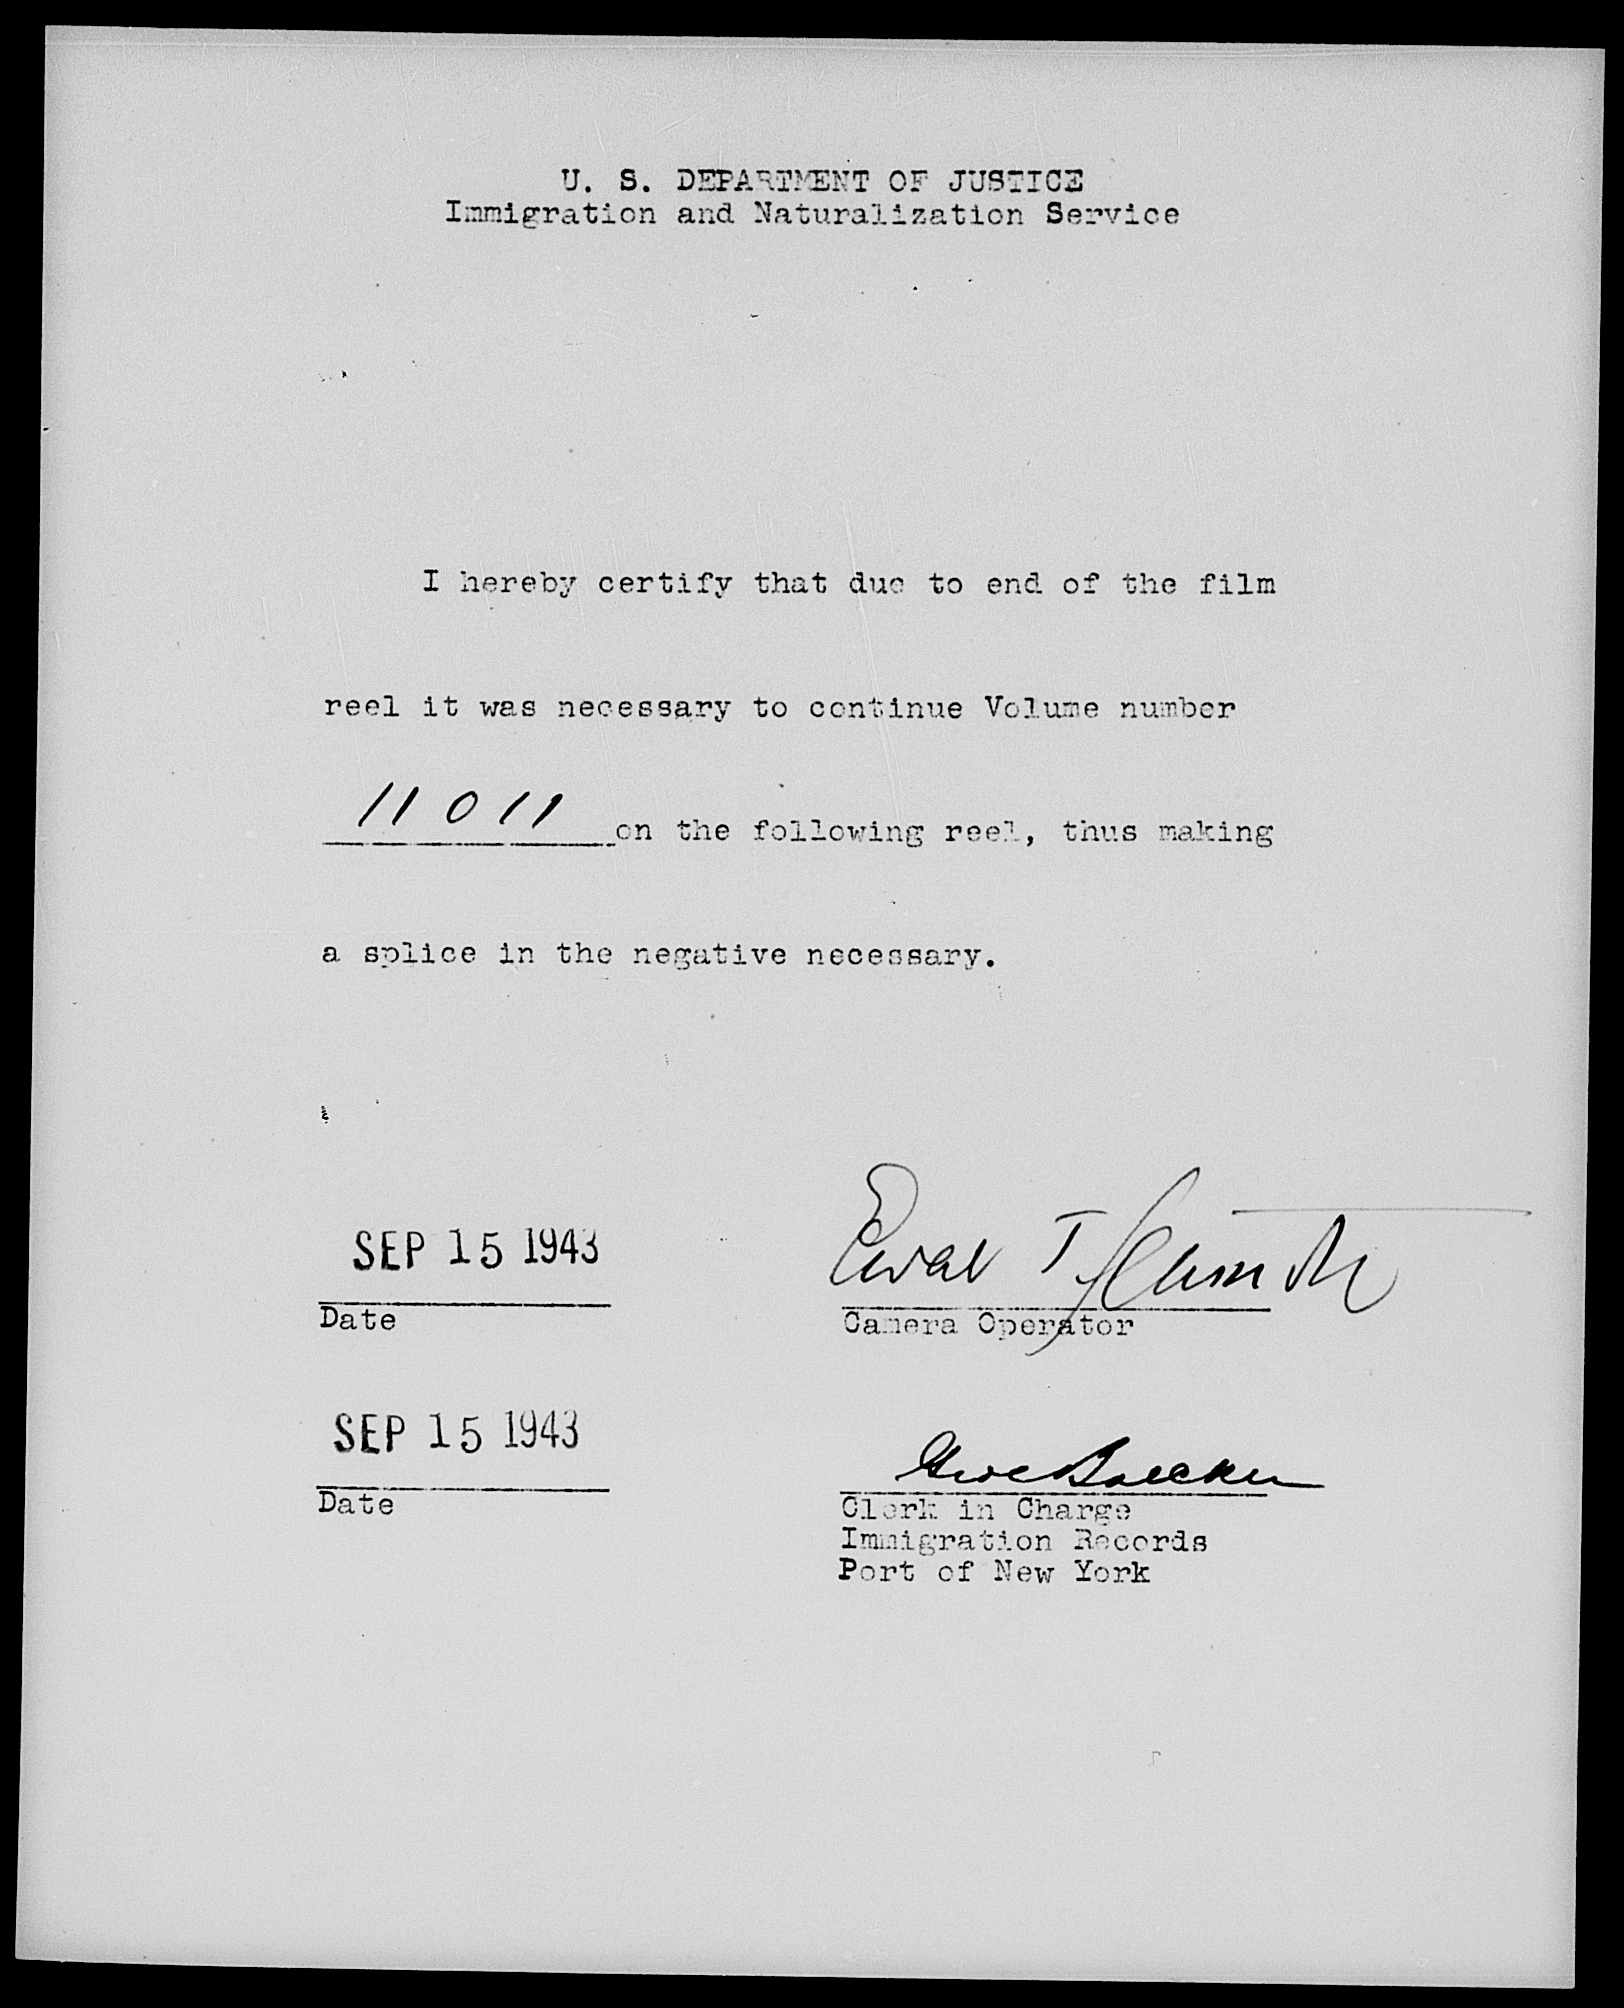 U. S. DEPARTMENT OF JUSTICE
Immigration and Naturalization Service
I hereby certify that due to end of the film
reel it was necessary to continue Volume number
11011 on the following reel, thus making
a splice in the negative necessary.
SEP 15 1943
Date
Camera Operator
SEP 15 1943
Date
Clerk in Charge
Immigration Records
Port of New York